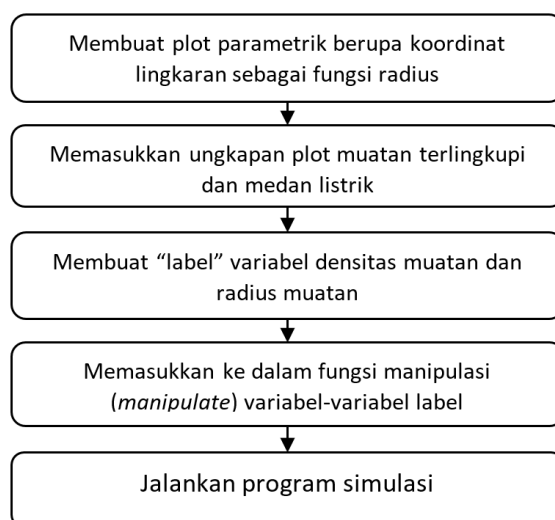 Membuat plot parametrik berupa koordinat
lingkaran sebagai fungsi radius
Memasukkan ungkapan plot muatan terlingkupi
dan medan listrik
Membuat “label” variabel densitas muatan dan
radius muatan
Memasukkan ke dalam fungsi manipulasi
(manipulate) variabel-variabel label
Jalankan program simulasi